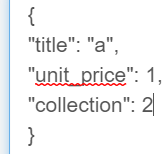 {
"title": "a",
"unit_price": 1,
"collection": 2
}